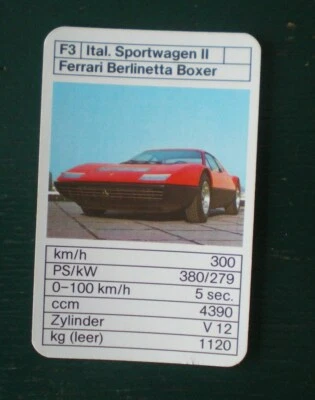 F3 Ital. Sportwagen II
Ferrari Berlinetta Boxer
km/h 300
PS/kW 380/279
0–100 km/h 5 sec.
ccm 4390
Zylinder V 12
kg (leer) 1120